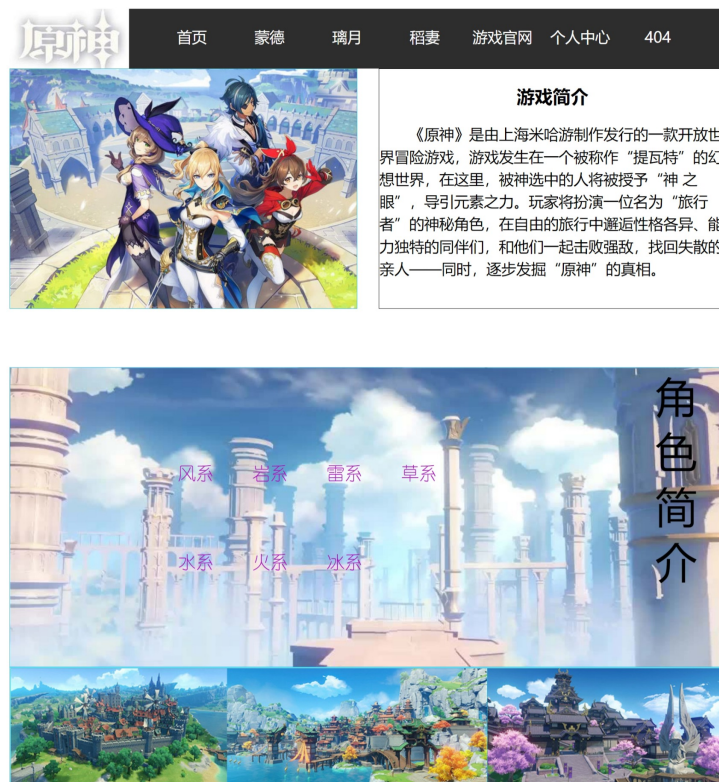 原神
首页 蒙德 璃月 稻妻 游戏官网 个人中心 404
游戏简介
《原神》是由上海米哈游制作发行的一款开放世
界冒险游戏，游戏发生在一个被称作“提瓦特”的幻
想世界，在这里，被神选中的人将被授予“神 之
眼”，导引元素之力。玩家将扮演一位名为“旅行
者”的神秘角色，在自由的旅行中邂逅性格各异、能
力独特的同伴们，和他们一起击败强敌，找回失散的
亲人——同时，逐步发掘“原神”的真相。
角色简介
风系 岩系 雷系 草系
水系 火系 冰系